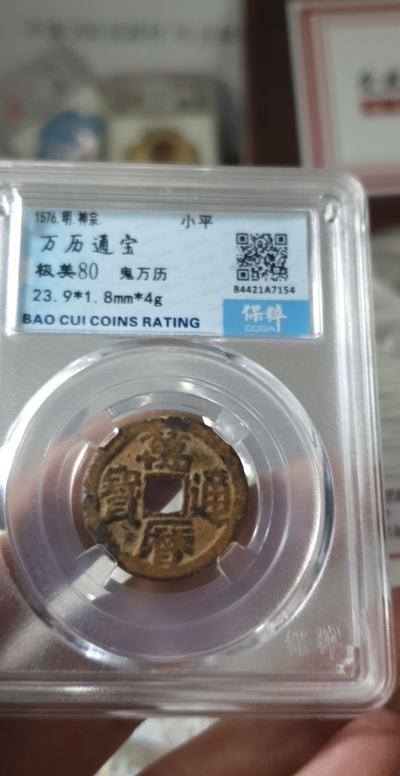 1576.明.神宗. 小平
万历通宝
极美80 鬼万历
23.9*1.8mm*4g
B4421A7154
BAO CUI COINS RATING
保粹
CCGA
萬
寶 通
曆